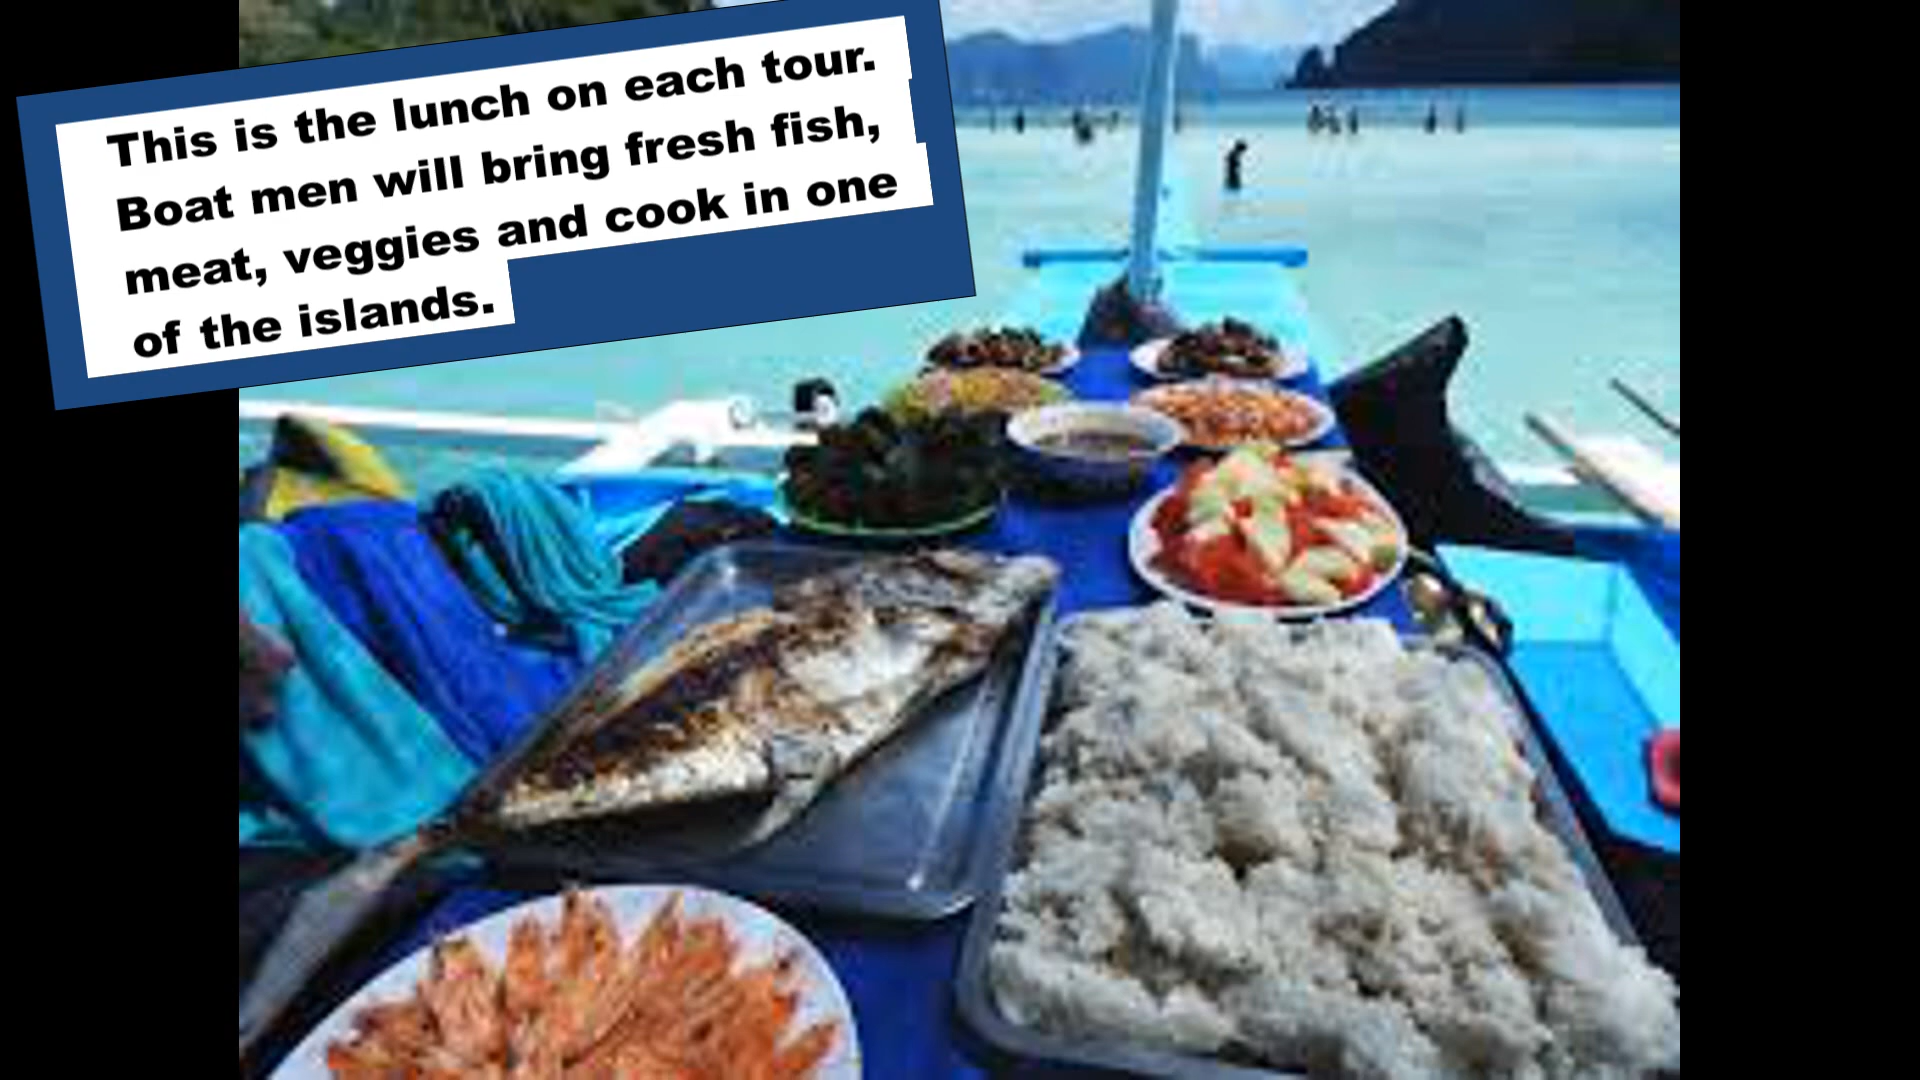 This is the lunch on each tour.
Boat men will bring fresh fish,
meat, veggies and cook in one
of the islands.